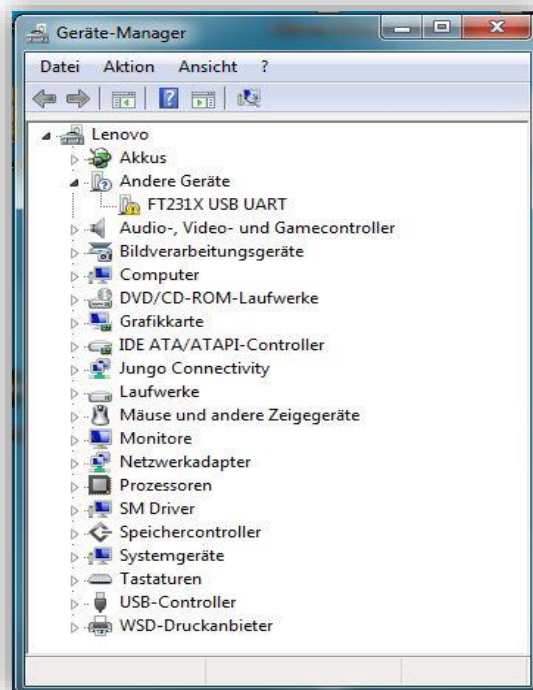 Geräte-Manager
Datei Aktion Ansicht ?
Lenovo
Akkus
Andere Geräte
FT231X USB UART
Audio-, Video- und Gamecontroller
Bildverarbeitungsgeräte
Computer
DVD/CD-ROM-Laufwerke
Grafikkarte
IDE ATA/ATAPI-Controller
Jungo Connectivity
Laufwerke
Mäuse und andere Zeigegeräte
Monitore
Netzwerkadapter
Prozessoren
SM Driver
Speichercontroller
Systemgeräte
Tastaturen
USB-Controller
WSD-Druckanbieter